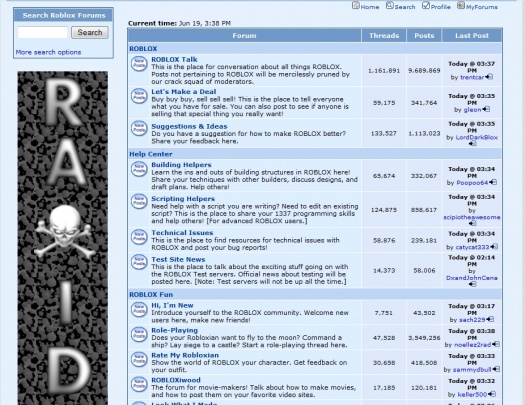 Home Search Profile MyForums
Search Roblox Forums
Search
More search options
RAID
Current time: Jun 19, 3:38 PM
Forum Threads Posts Last Post
ROBLOX
New Posts
ROBLOX Talk
This is the place for conversation about all things ROBLOX.
Posts not pertaining to ROBLOX will be mercilessly pruned by
our crack squad of moderators.
1,161,891 9,689,869
Today @ 03:37
PM
by trentcar
New Posts
Let's Make a Deal
Buy buy buy, sell sell sell! This is the place to tell everyone
what you have for sale. You can also post to see if anyone is
selling that special thing you really want!
59,175 341,764
Today @ 03:35
PM
by gleon
New Posts
Suggestions & Ideas
Do you have a suggestion for how to make ROBLOX better?
Share your feedback here.
133,527 1,113,023
Today @ 03:35
PM
by LordDarkBlox
Help Center
New Posts
Building Helpers
Learn the ins and outs of building structures in ROBLOX here!
Share your techniques with other builders, discuss designs, and
draft plans. Help others!
65,674 332,067
Today @ 03:34
PM
by Poopoo64
New Posts
Scripting Helpers
Need help with a script you are writing? Need to edit an existing
script? This is the place to share your 1337 programming skills
and help others! [For advanced ROBLOX users.]
124,875 858,617
Today @ 03:34
PM
by
scipiotheawesome
New Posts
Technical Issues
This is the place to find resources for technical issues with
ROBLOX and post your bug reports!
58,876 239,181
Today @ 03:34
PM
by catycat333
New Posts
Test Site News
This is the place to talk about the exciting stuff going on with
the ROBLOX Test servers. Official news about testing will be
posted here. [Note: Test servers will not be up all the time.]
14,373 58,006
Today @ 02:14
PM
by
DxandJohnCena
ROBLOX Fun
New Posts
Hi, I'm New
Introduce yourself to the ROBLOX community. Welcome new
users here, make new friends!
7,751 43,502
Today @ 03:17
PM
by sach229
New Posts
Role-Playing
Does your Robloxian want to fly to the moon? Command a
ship? Lay siege to a castle? Start a role-playing thread here.
47,528 3,549,256
Today @ 03:38
PM
by noellez2rad
New Posts
Rate My Robloxian
Show the world of ROBLOX your character. Get feedback on
your outfit.
30,658 418,508
Today @ 03:33
PM
by sammydbull
New Posts
ROBLOXiwood
The forum for movie-makers! Talk about how to make movies,
and how to post them on your favorite video sites.
17,185 120,181
Today @ 03:32
PM
by keller500
Look What I Made